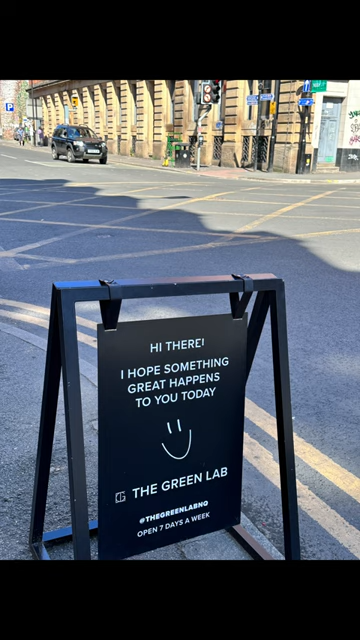 HI THERE!
I HOPE SOMETHING
GREAT HAPPENS
TO YOU TODAY
THE GREEN LAB
@THEGREENLABNQ
OPEN 7 DAYS A WEEK
P